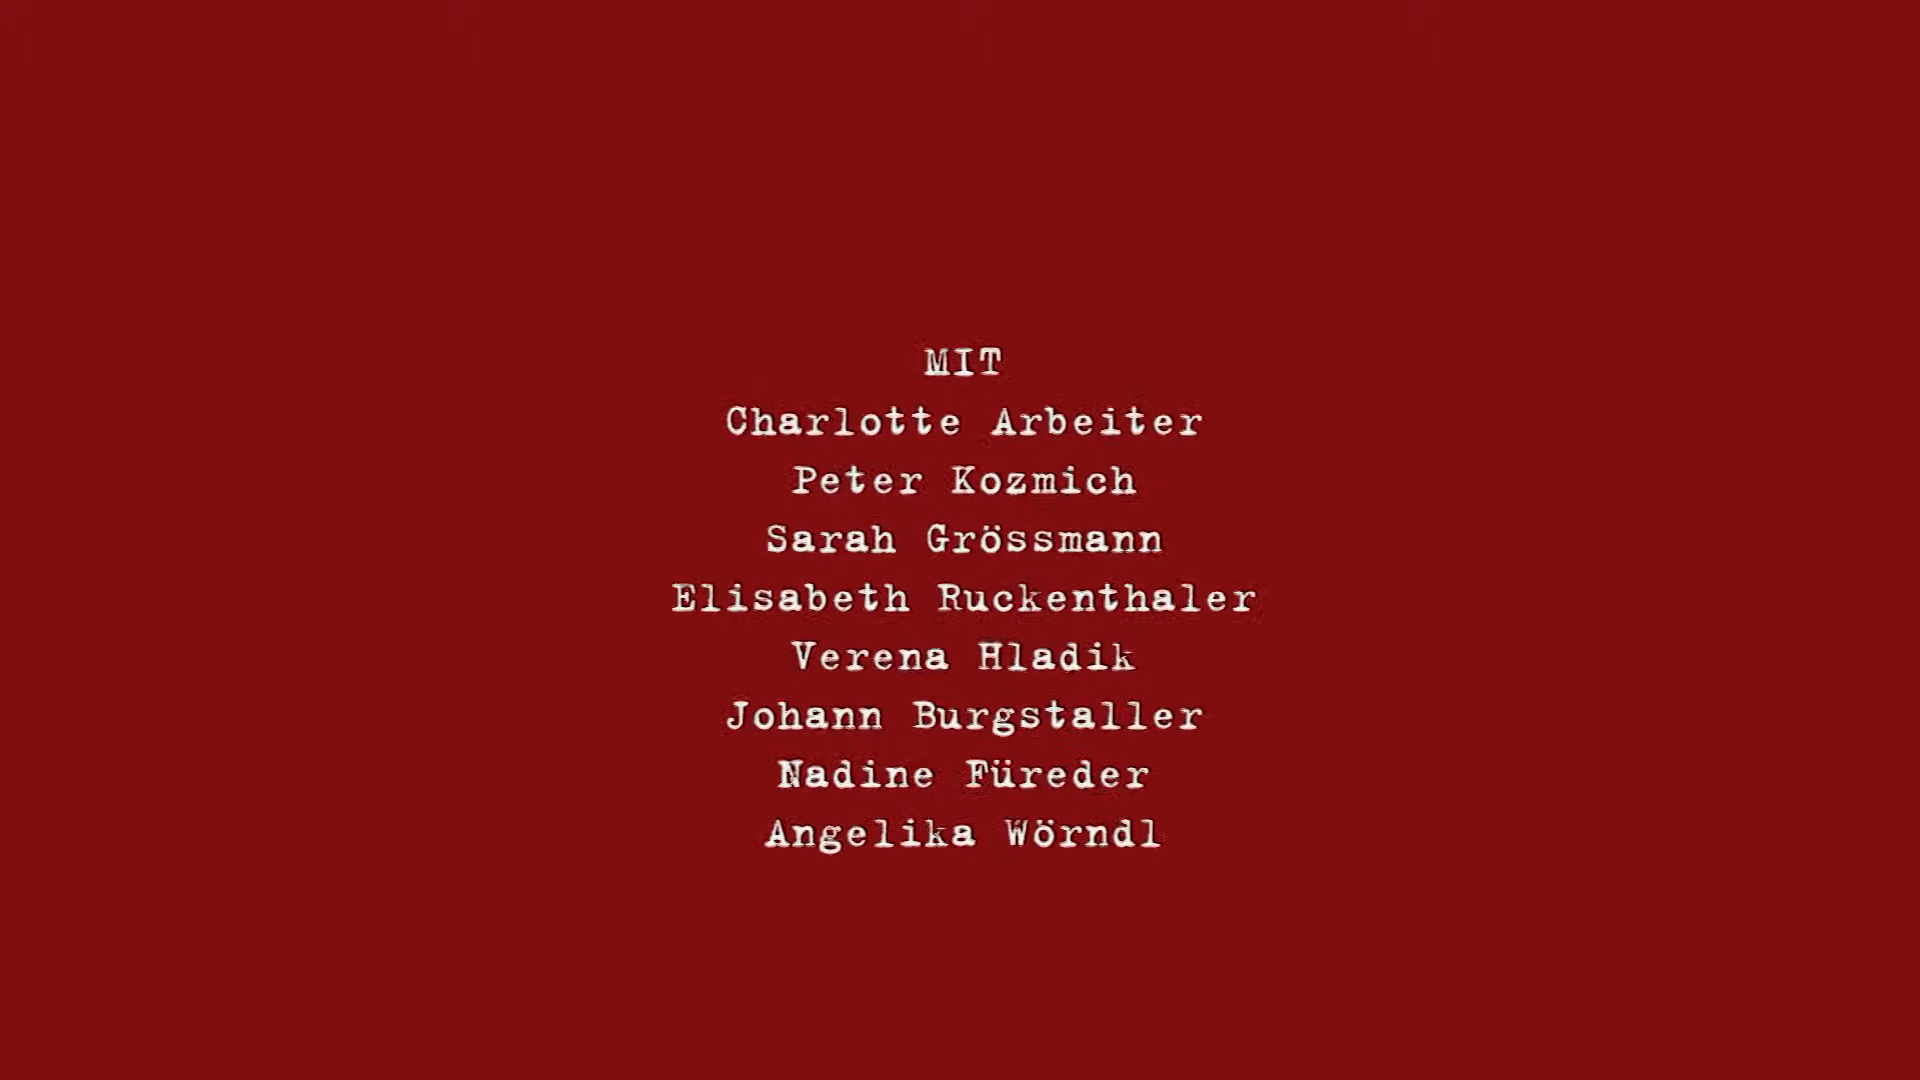 MIT
Charlotte Arbeiter
Peter Kozmich
Sarah Grössmann
Elisabeth Ruckenthaler
Verena Hladik
Johann Burgstaller
Nadine Füreder
Angelika Wörndl